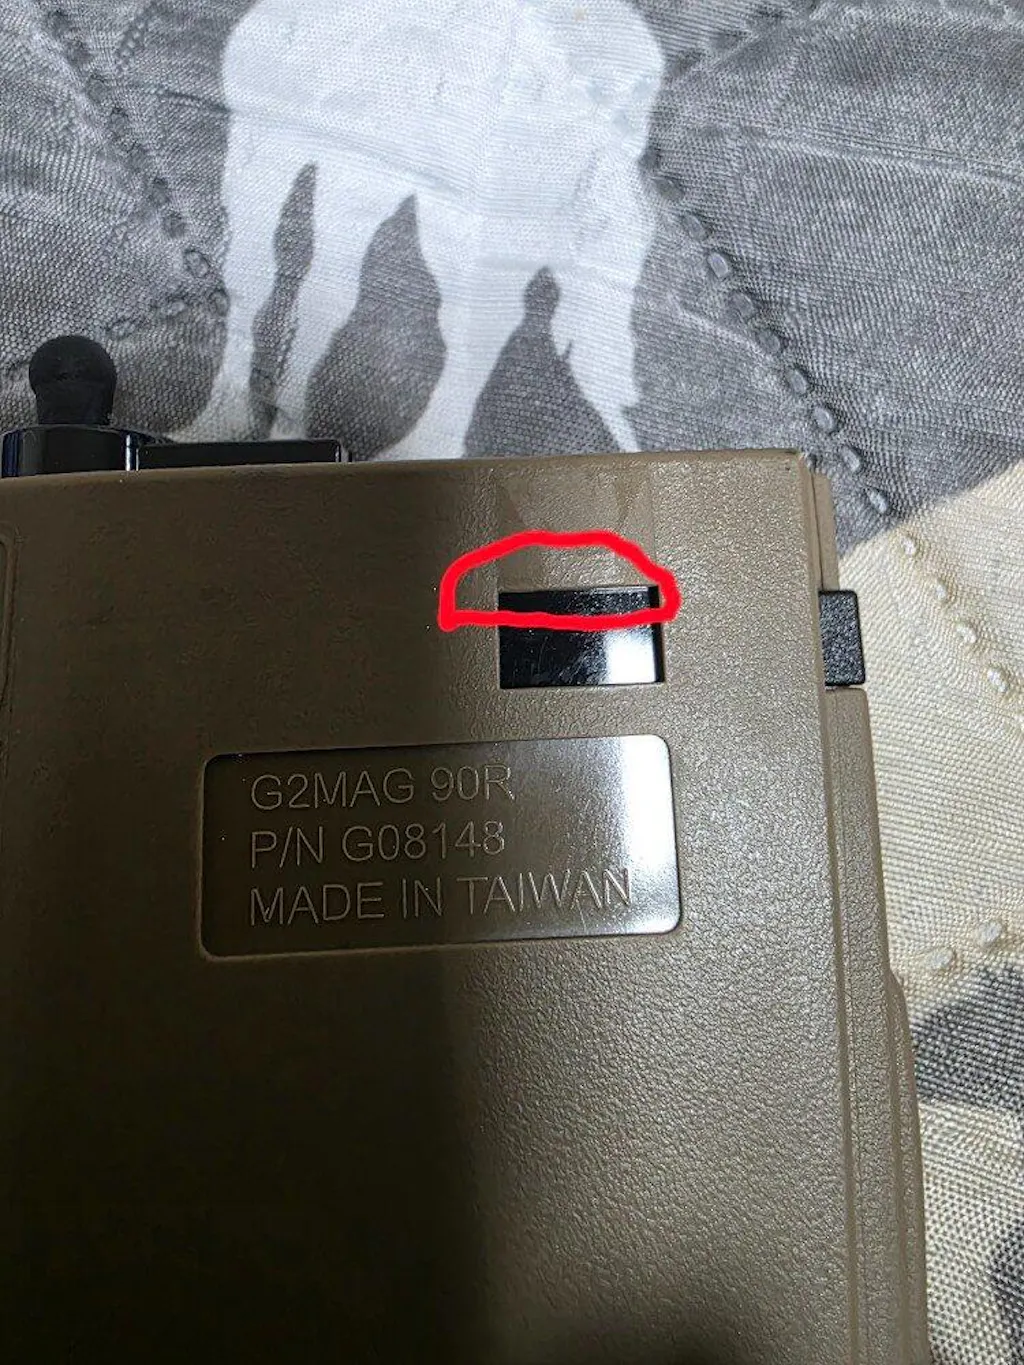 G2MAG 90R
P/N G08148
MADE IN TAIWAN